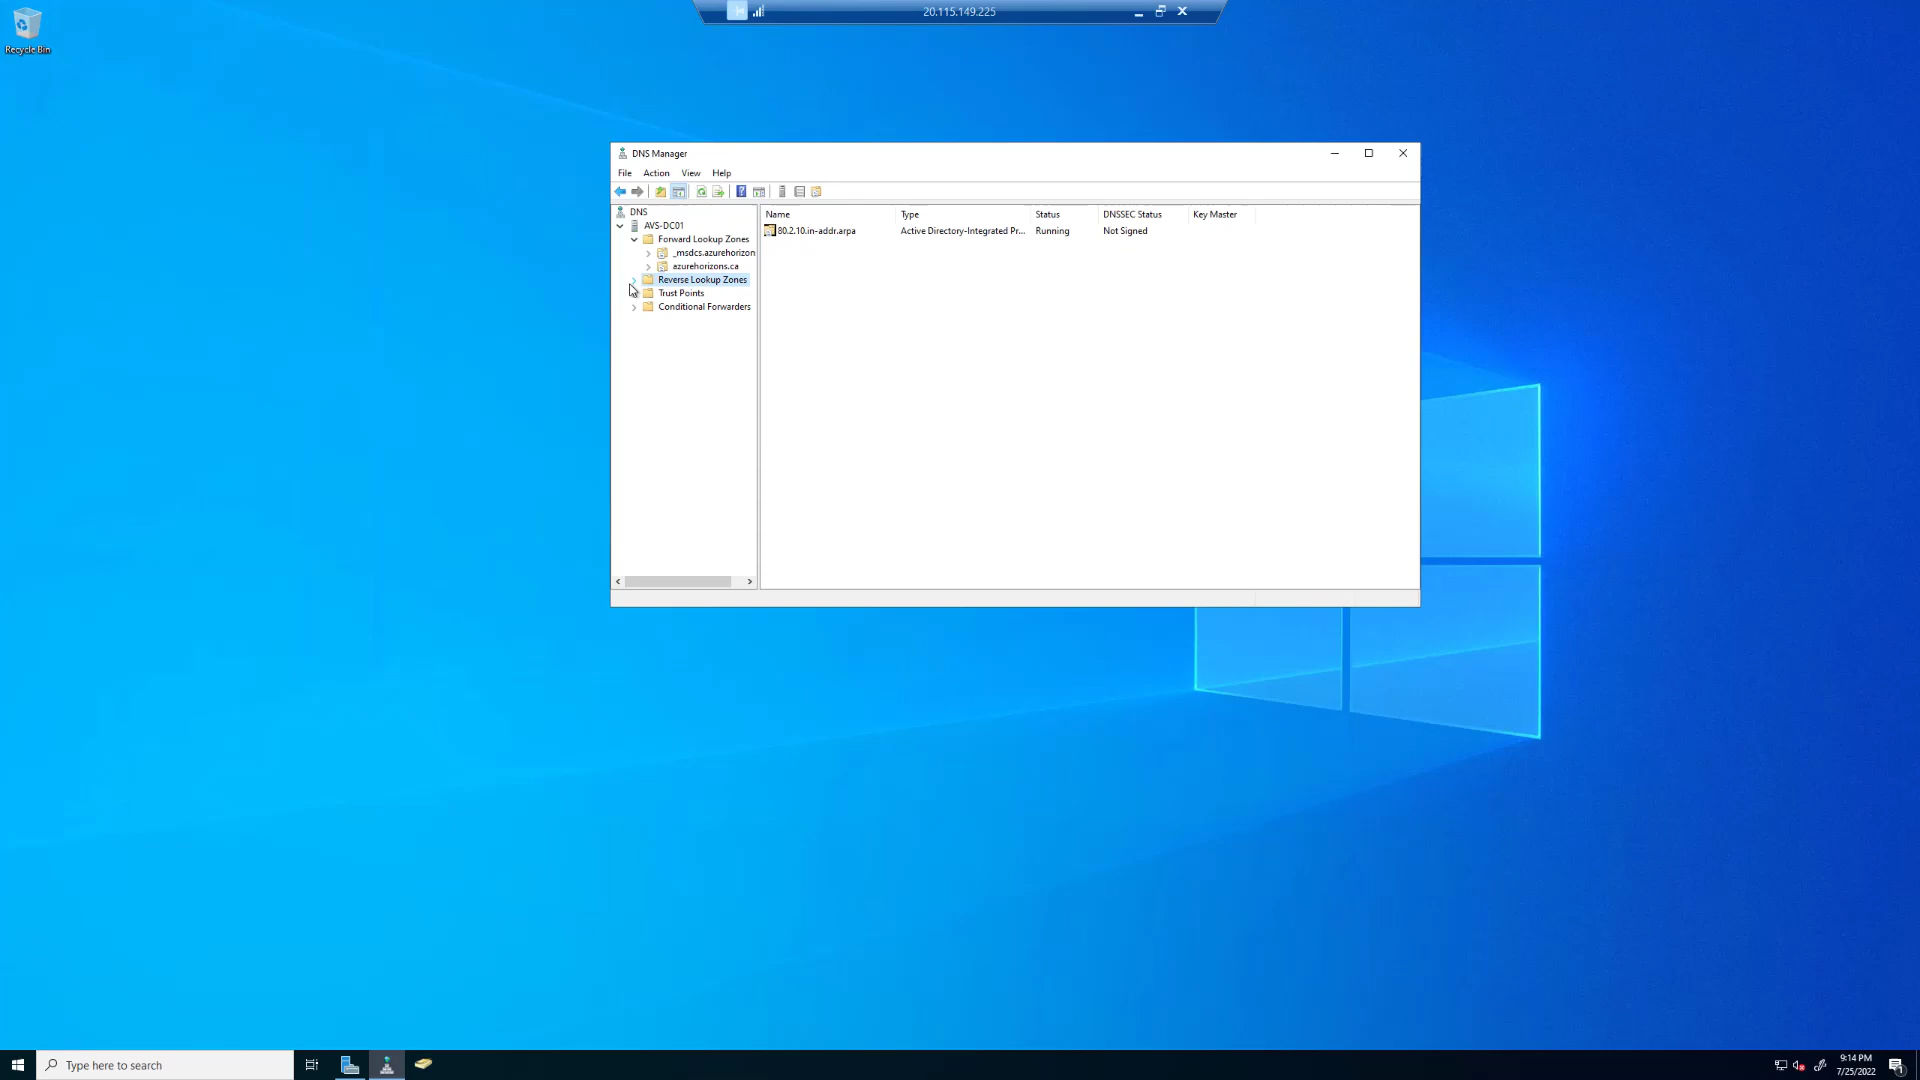 Recycle Bin
20.115.149.225
DNS Manager
File Action View Help
DNS
AVS-DC01
Forward Lookup Zones
_msdcs.azurehorizon
azurehorizons.ca
Reverse Lookup Zones
Trust Points
Conditional Forwarders
Name Type Status DNSSEC Status Key Master
80.2.10.in-addr.arpa Active Directory-Integrated Pr... Running Not Signed
Type here to search
9:14 PM
7/25/2022
1